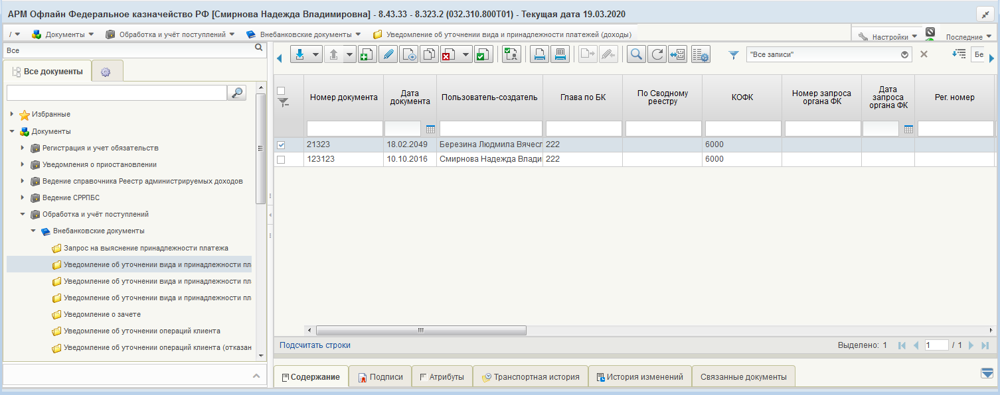 АРМ Офлайн Федеральное казначейство РФ [Смирнова Надежда Владимировна] - 8.43.33 - 8.323.2 (032.310.800T01) - Текущая дата 19.03.2020
/ Документы Обработка и учёт поступлений Внебанковские документы Уведомление об уточнении вида и принадлежности платежей (доходы) Настройки Последние
Все
"Все записи" Бе
Все документы
Номер документа Дата документа Пользователь-создатель Глава по БК По Сводному реестру КОФК Номер запроса органа ФК Дата запроса органа ФК Рег. номер
21323 18.02.2049 Березина Людмила Вячесл 222 6000
123123 10.10.2016 Смирнова Надежда Влади 222 6000
Избранные
Документы
Регистрация и учет обязательств
Уведомления о приостановлении
Ведение справочника Реестр администрируемых доходов
Ведение СРРПБС
Обработка и учёт поступлений
Внебанковские документы
Запрос на выяснение принадлежности платежа
Уведомление об уточнении вида и принадлежности пл
Уведомление об уточнении вида и принадлежности пл
Уведомление об уточнении вида и принадлежности пл
Уведомление о зачете
Уведомление об уточнении операций клиента
Уведомление об уточнении операций клиента (отказан
Подсчитать строки Выделено: 1 1 / 1
Содержание Подписи Атрибуты Транспортная история История изменений Связанные документы